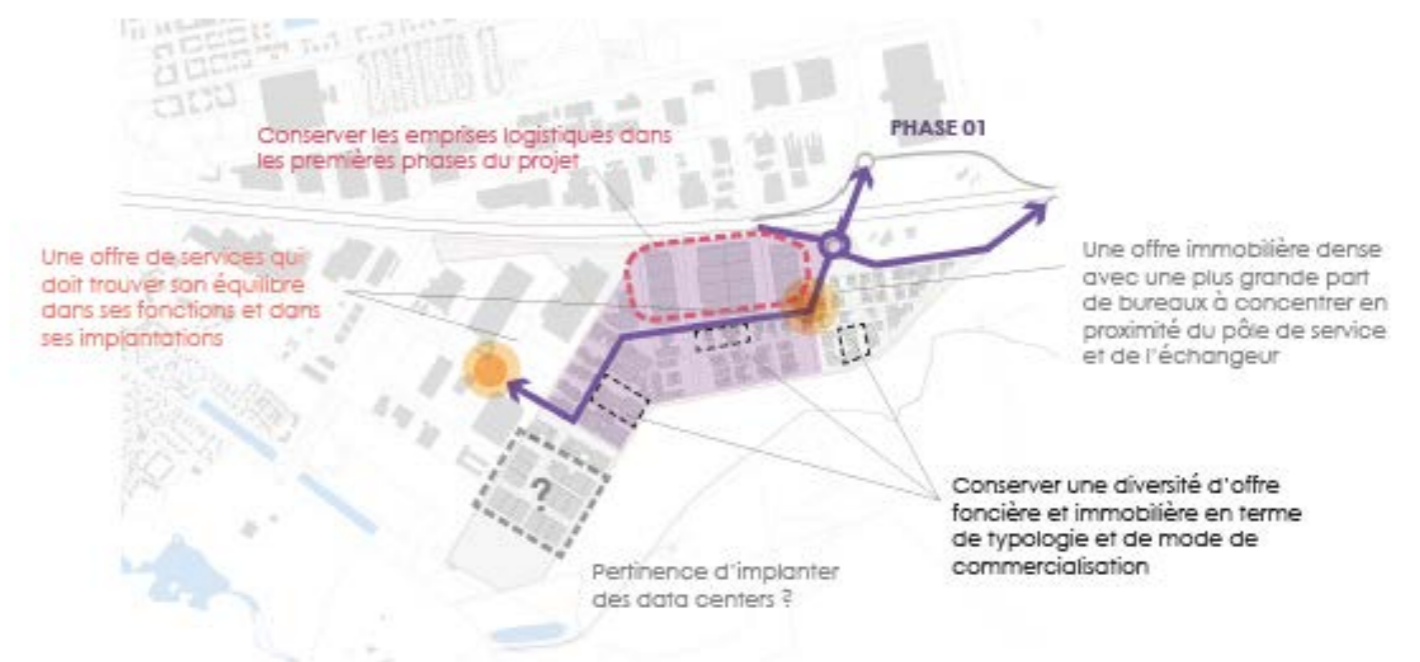 Conserver les emprises logistiques dans
les premières phases du projet
PHASE 01
Une offre de services qui
doit trouver son équilibre
dans ses fonctions et dans
ses implantations
Une offre immobilière dense
avec une plus grande part
de bureaux à concentrer en
proximité du pôle de service
et de l'échangeur
?
Conserver une diversité d'offre
foncière et immobilière en terme
de typologie et de mode de
commercialisation
Pertinence d'implanter
des data centers ?